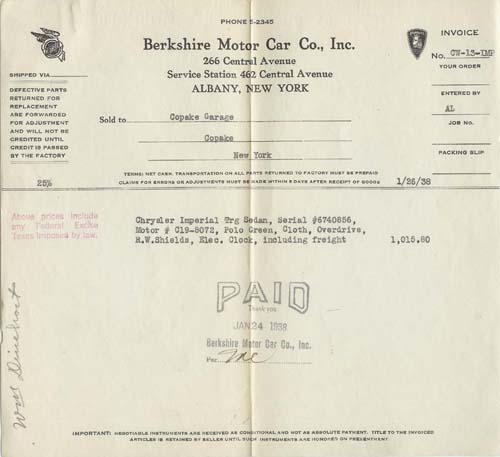 PHONE 5-2345
Berkshire Motor Car Co., Inc.
266 Central Avenue
Service Station 462 Central Avenue
ALBANY, NEW YORK
INVOICE
No. CW-13-IMP
YOUR ORDER
ENTERED BY
AL
JOB No.
PACKING SLIP
SHIPPED VIA
DEFECTIVE PARTS
RETURNED FOR
REPLACEMENT
ARE FORWARDED
FOR ADJUSTMENT
AND WILL NOT BE
CREDITED UNTIL
CREDIT IS PASSED
BY THE FACTORY
Sold to Copake Garage
Copake
New York
TERMS: NET CASH. TRANSPORTATION ON ALL PARTS RETURNED TO FACTORY MUST BE PREPAID
CLAIMS FOR ERRORS OR ADJUSTMENTS MUST BE MADE WITHIN 5 DAYS AFTER RECEIPT OF GOODS
25%
1/26/38
Above prices include
any Federal Excise
Taxes imposed by law.
Chrysler Imperial Trg Sedan, Serial #6740856,
Motor # C19-8072, Polo Green, Cloth, Overdrive,
R.W.Shields, Elec. Clock, including freight 1,015.80
PAID
Thank you
JAN 24 1938
Berkshire Motor Car Co., Inc.
Per
Wm Dinehart
IMPORTANT: NEGOTIABLE INSTRUMENTS ARE RECEIVED AS CONDITIONAL AND NOT AS ABSOLUTE PAYMENT. TITLE TO THE INVOICED
ARTICLES IS RETAINED BY SELLER UNTIL SUCH INSTRUMENTS ARE HONORED ON PRESENTMENT.